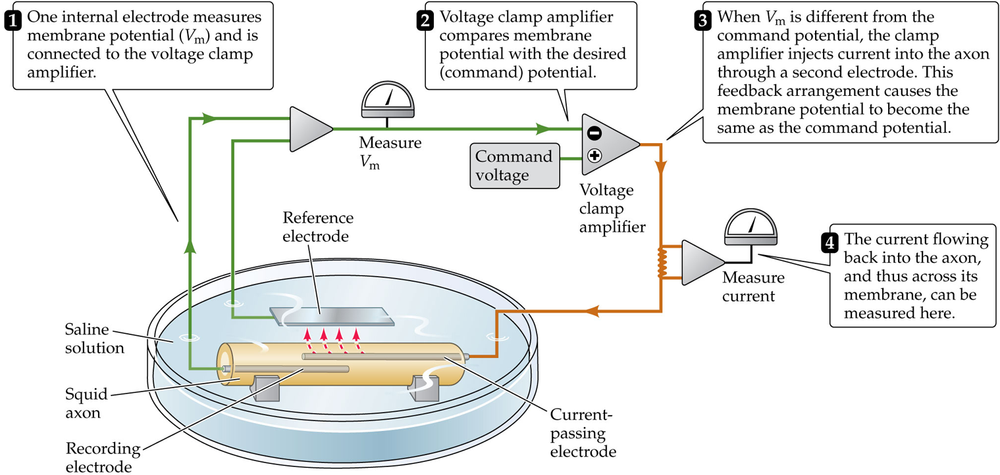 1 One internal electrode measures
membrane potential (Vm) and is
connected to the voltage clamp
amplifier.
2 Voltage clamp amplifier
compares membrane
potential with the desired
(command) potential.
3 When Vm is different from the
command potential, the clamp
amplifier injects current into the axon
through a second electrode. This
feedback arrangement causes the
membrane potential to become the
same as the command potential.
Measure
Vm
Command
voltage
−
+
Voltage
clamp
amplifier
Reference
electrode
4 The current flowing
back into the axon,
and thus across its
membrane, can be
measured here.
Measure
current
Saline
solution
Squid
axon
Recording
electrode
Current-
passing
electrode